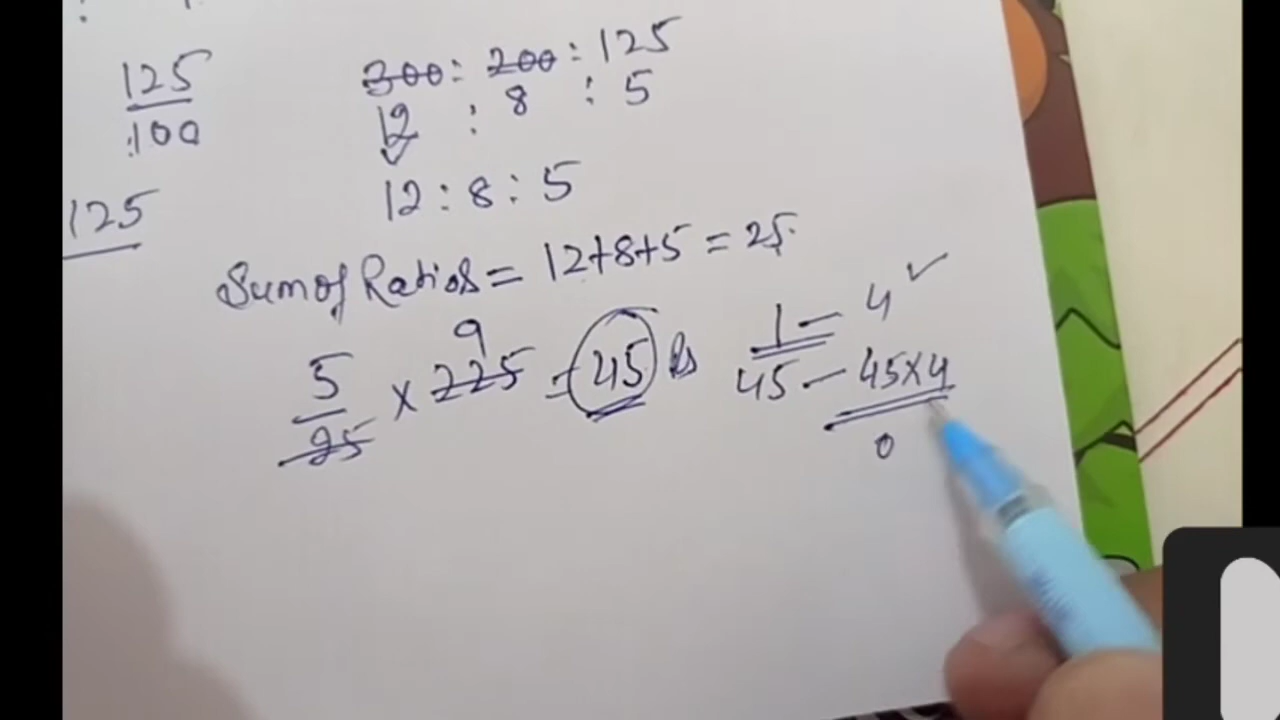 125
100
125
300 : 200 : 125
12 : 8 : 5
12 : 8 : 5
Sum of Ratios = 12+8+5 = 25
5/25 × 225 = 45 Rs
9
1 — 4 ✓
45 — 45×4
0